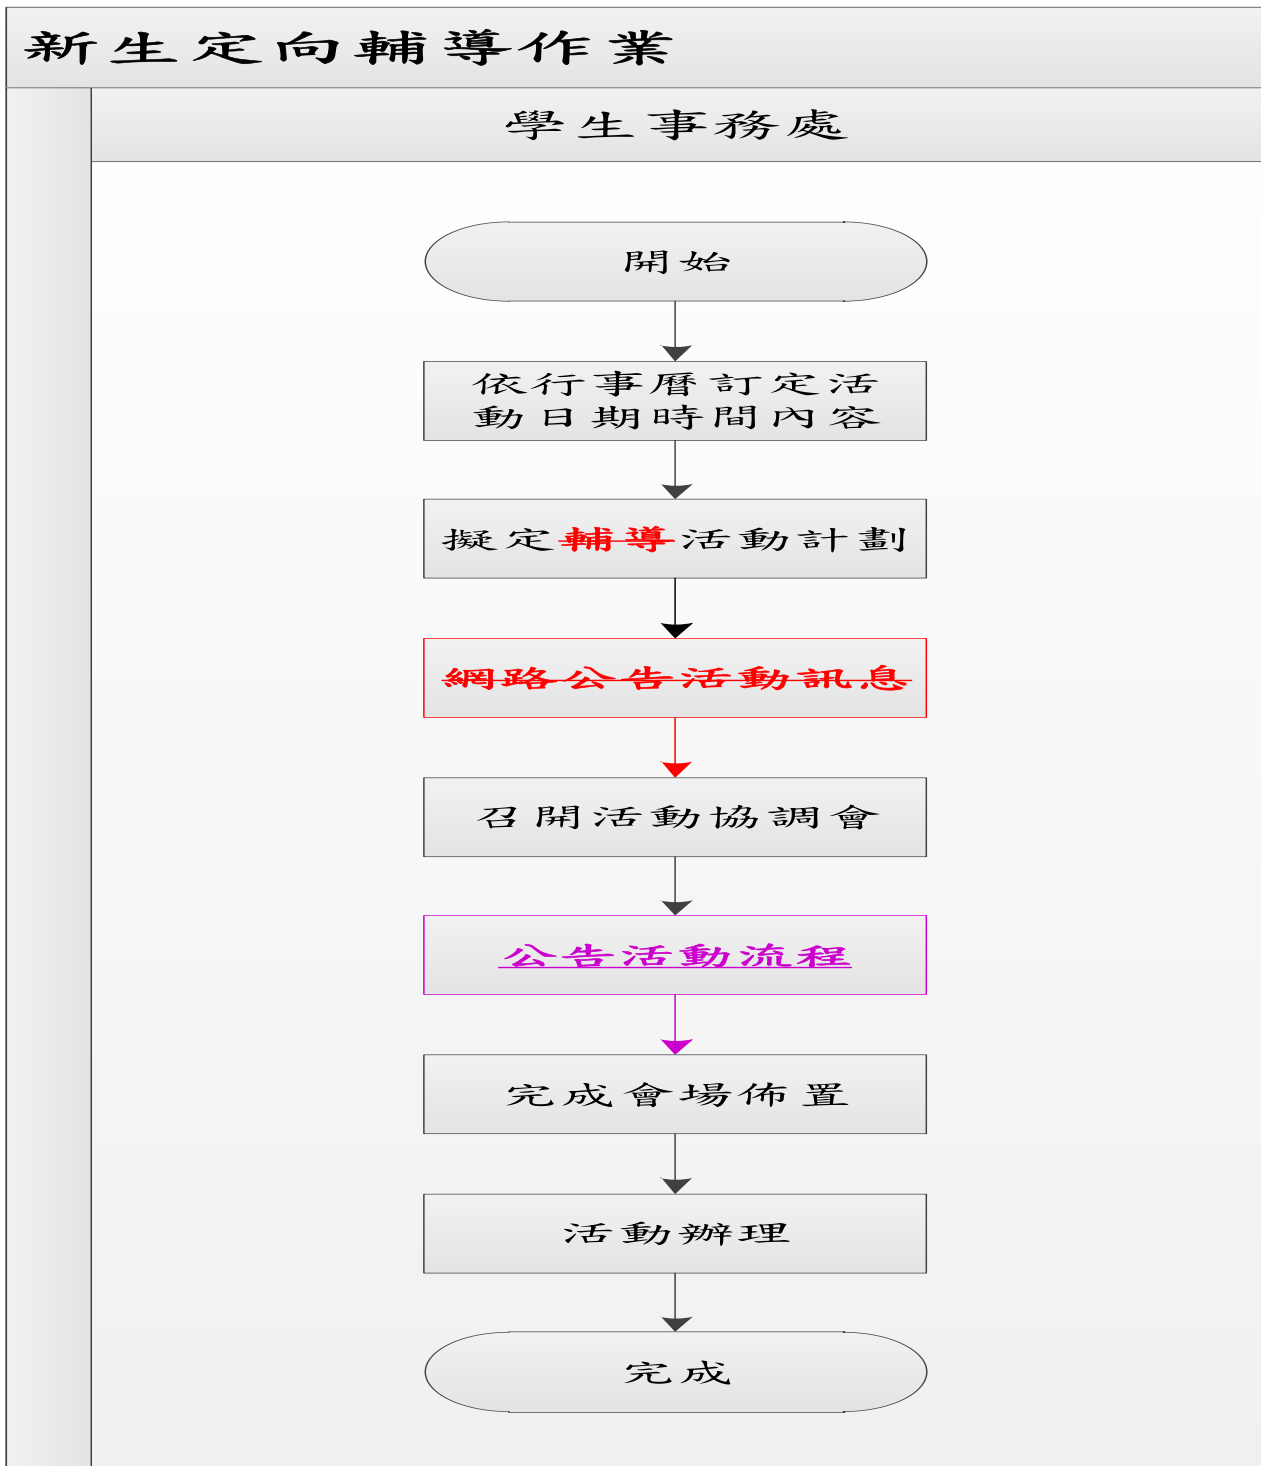 新生定向輔導作業
學生事務處
開始
依行事曆訂定活
動日期時間內容
擬定輔導活動計劃
網路公告活動訊息
召開活動協調會
公告活動流程
完成會場佈置
活動辦理
完成